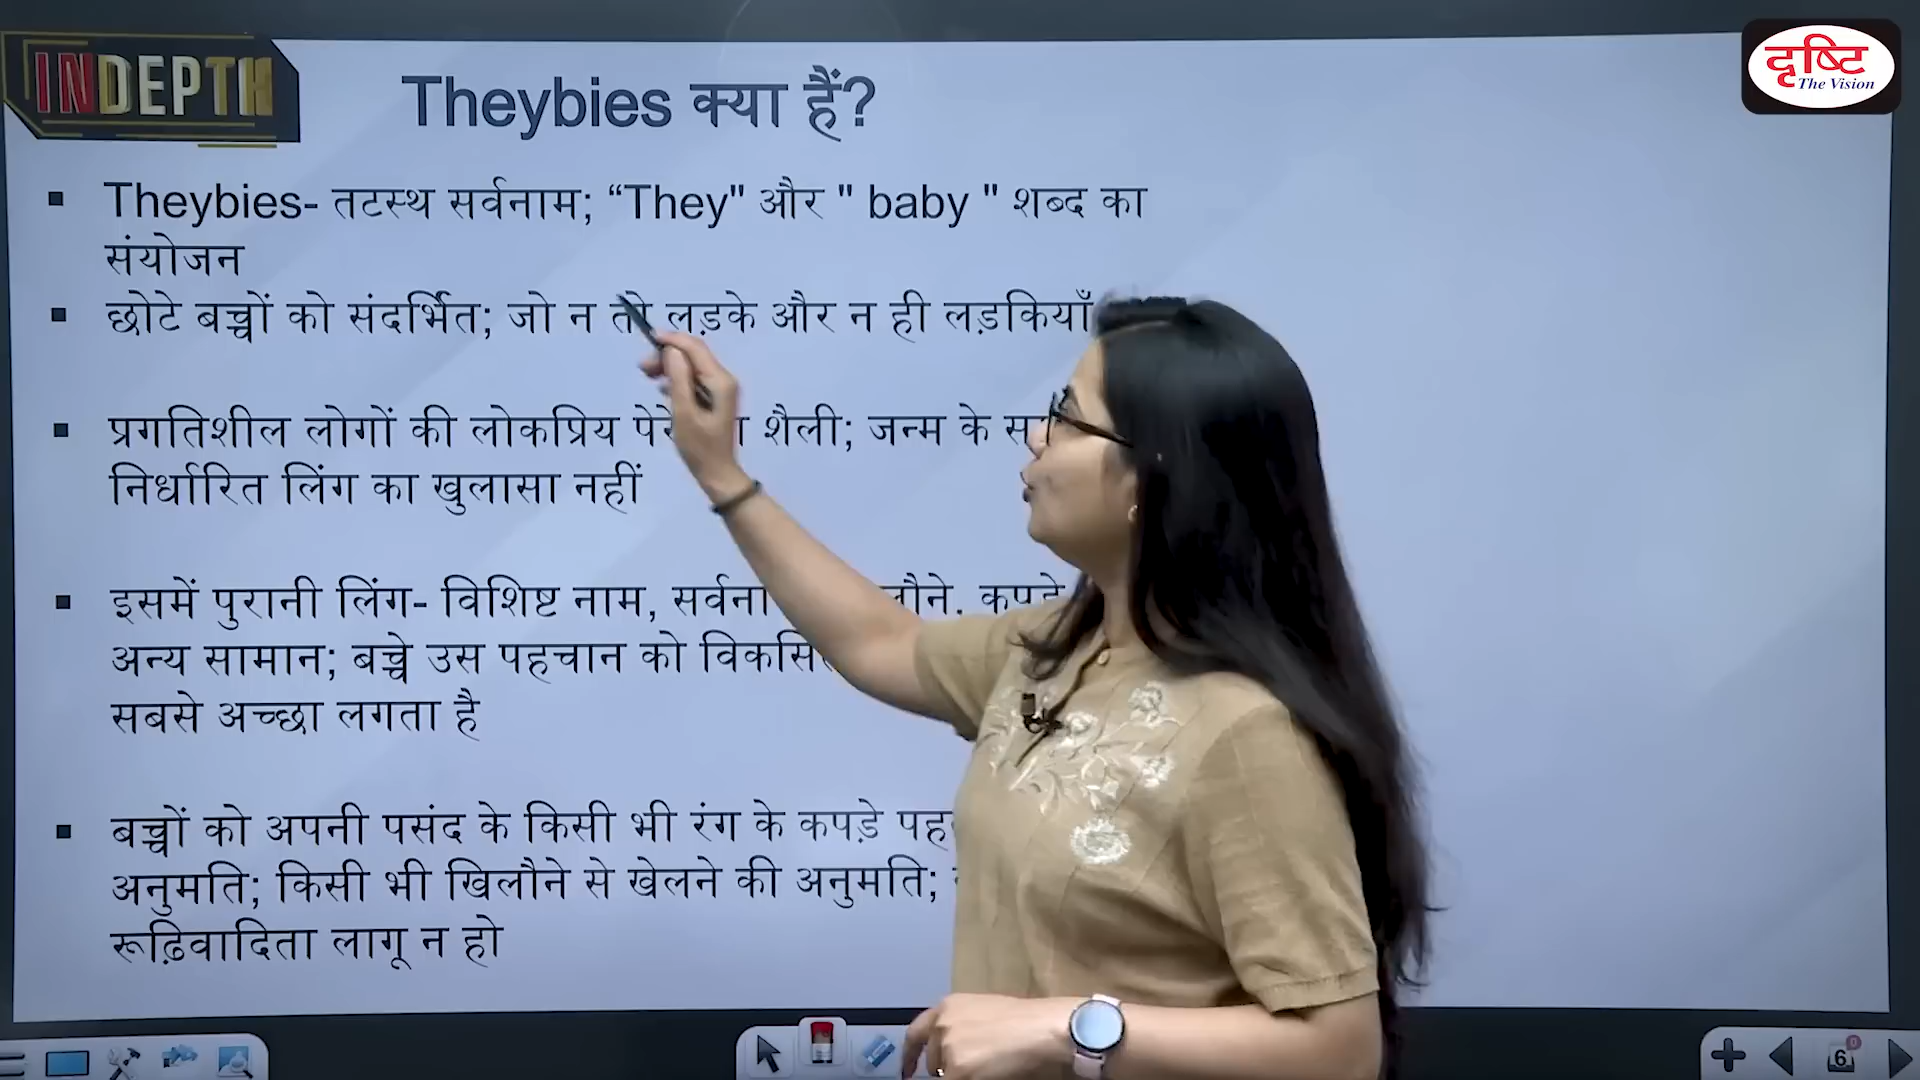 INDEPTH
दृष्टि
The Vision
Theybies क्या हैं?
Theybies- तटस्थ सर्वनाम; “They" और " baby " शब्द का
संयोजन
छोटे बच्चों को संदर्भित; जो न तो लड़के और न ही लड़कियाँ
प्रगतिशील लोगों की लोकप्रिय शैली; जन्म के
निर्धारित लिंग का खुलासा नहीं
इसमें पुरानी लिंग- विशिष्ट नाम, कपड़े
अन्य सामान; बच्चे उस पहचान को
सबसे अच्छा लगता है
बच्चों को अपनी पसंद के किसी भी रंग के कपड़े
अनुमति; किसी भी खिलौने से खेलने की अनुमति;
रूढ़िवादिता लागू न हो
6